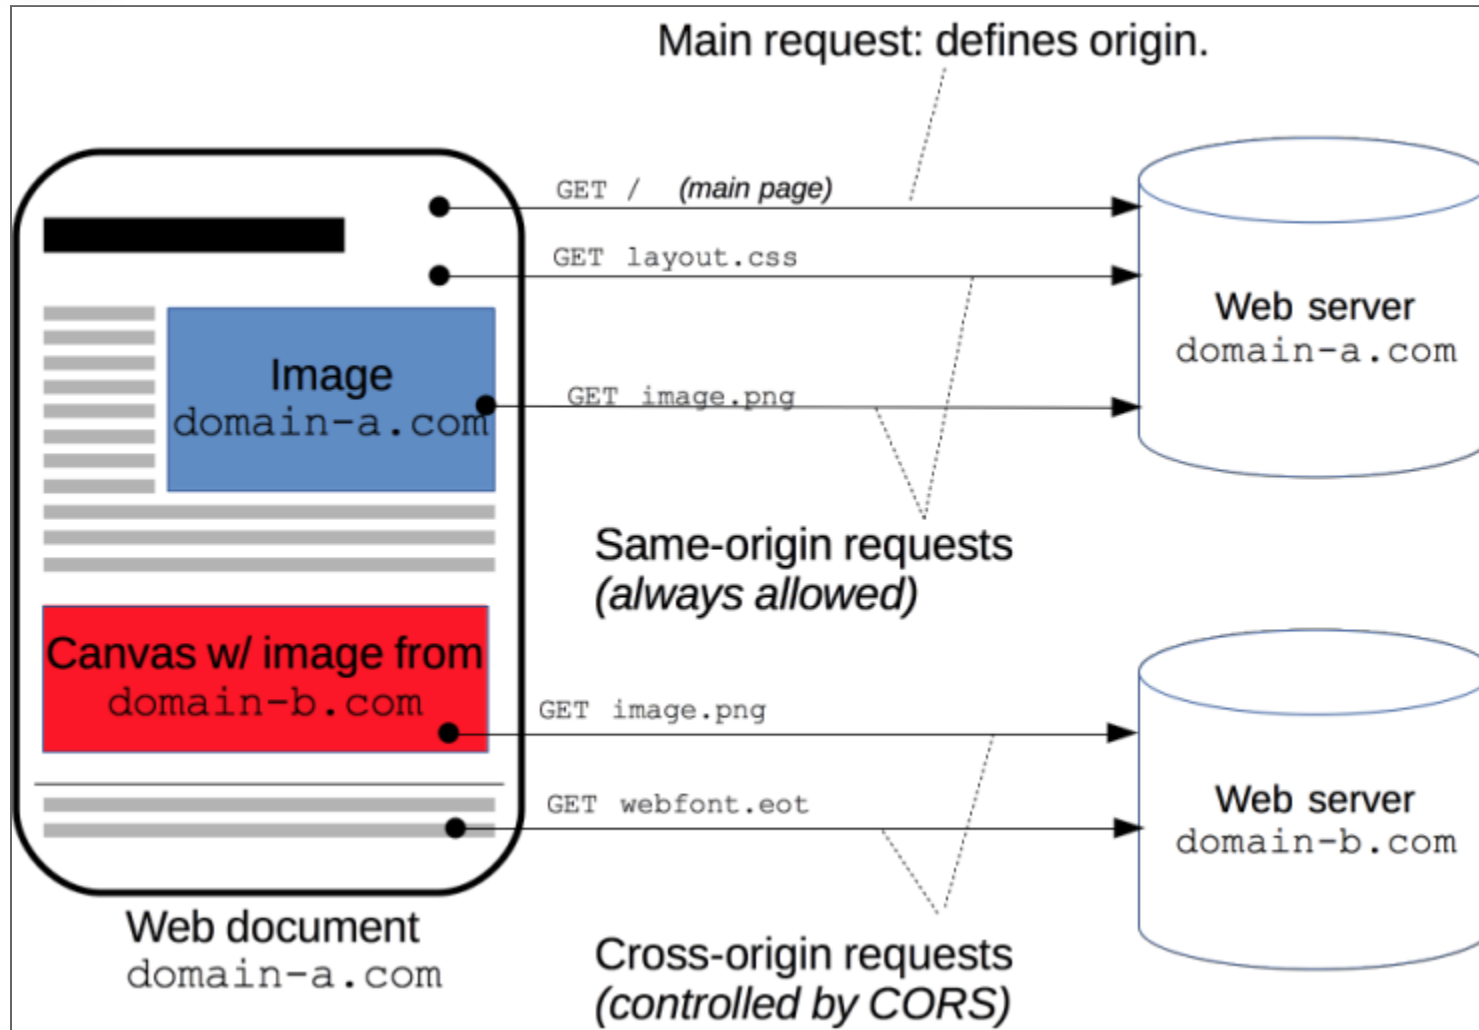 Main request: defines origin.
GET / (main page)
GET layout.css
Web server
domain-a.com
Image
domain-a.com
GET image.png
Same-origin requests
(always allowed)
Canvas w/ image from
domain-b.com
GET image.png
GET webfont.eot
Web server
domain-b.com
Web document
domain-a.com
Cross-origin requests
(controlled by CORS)